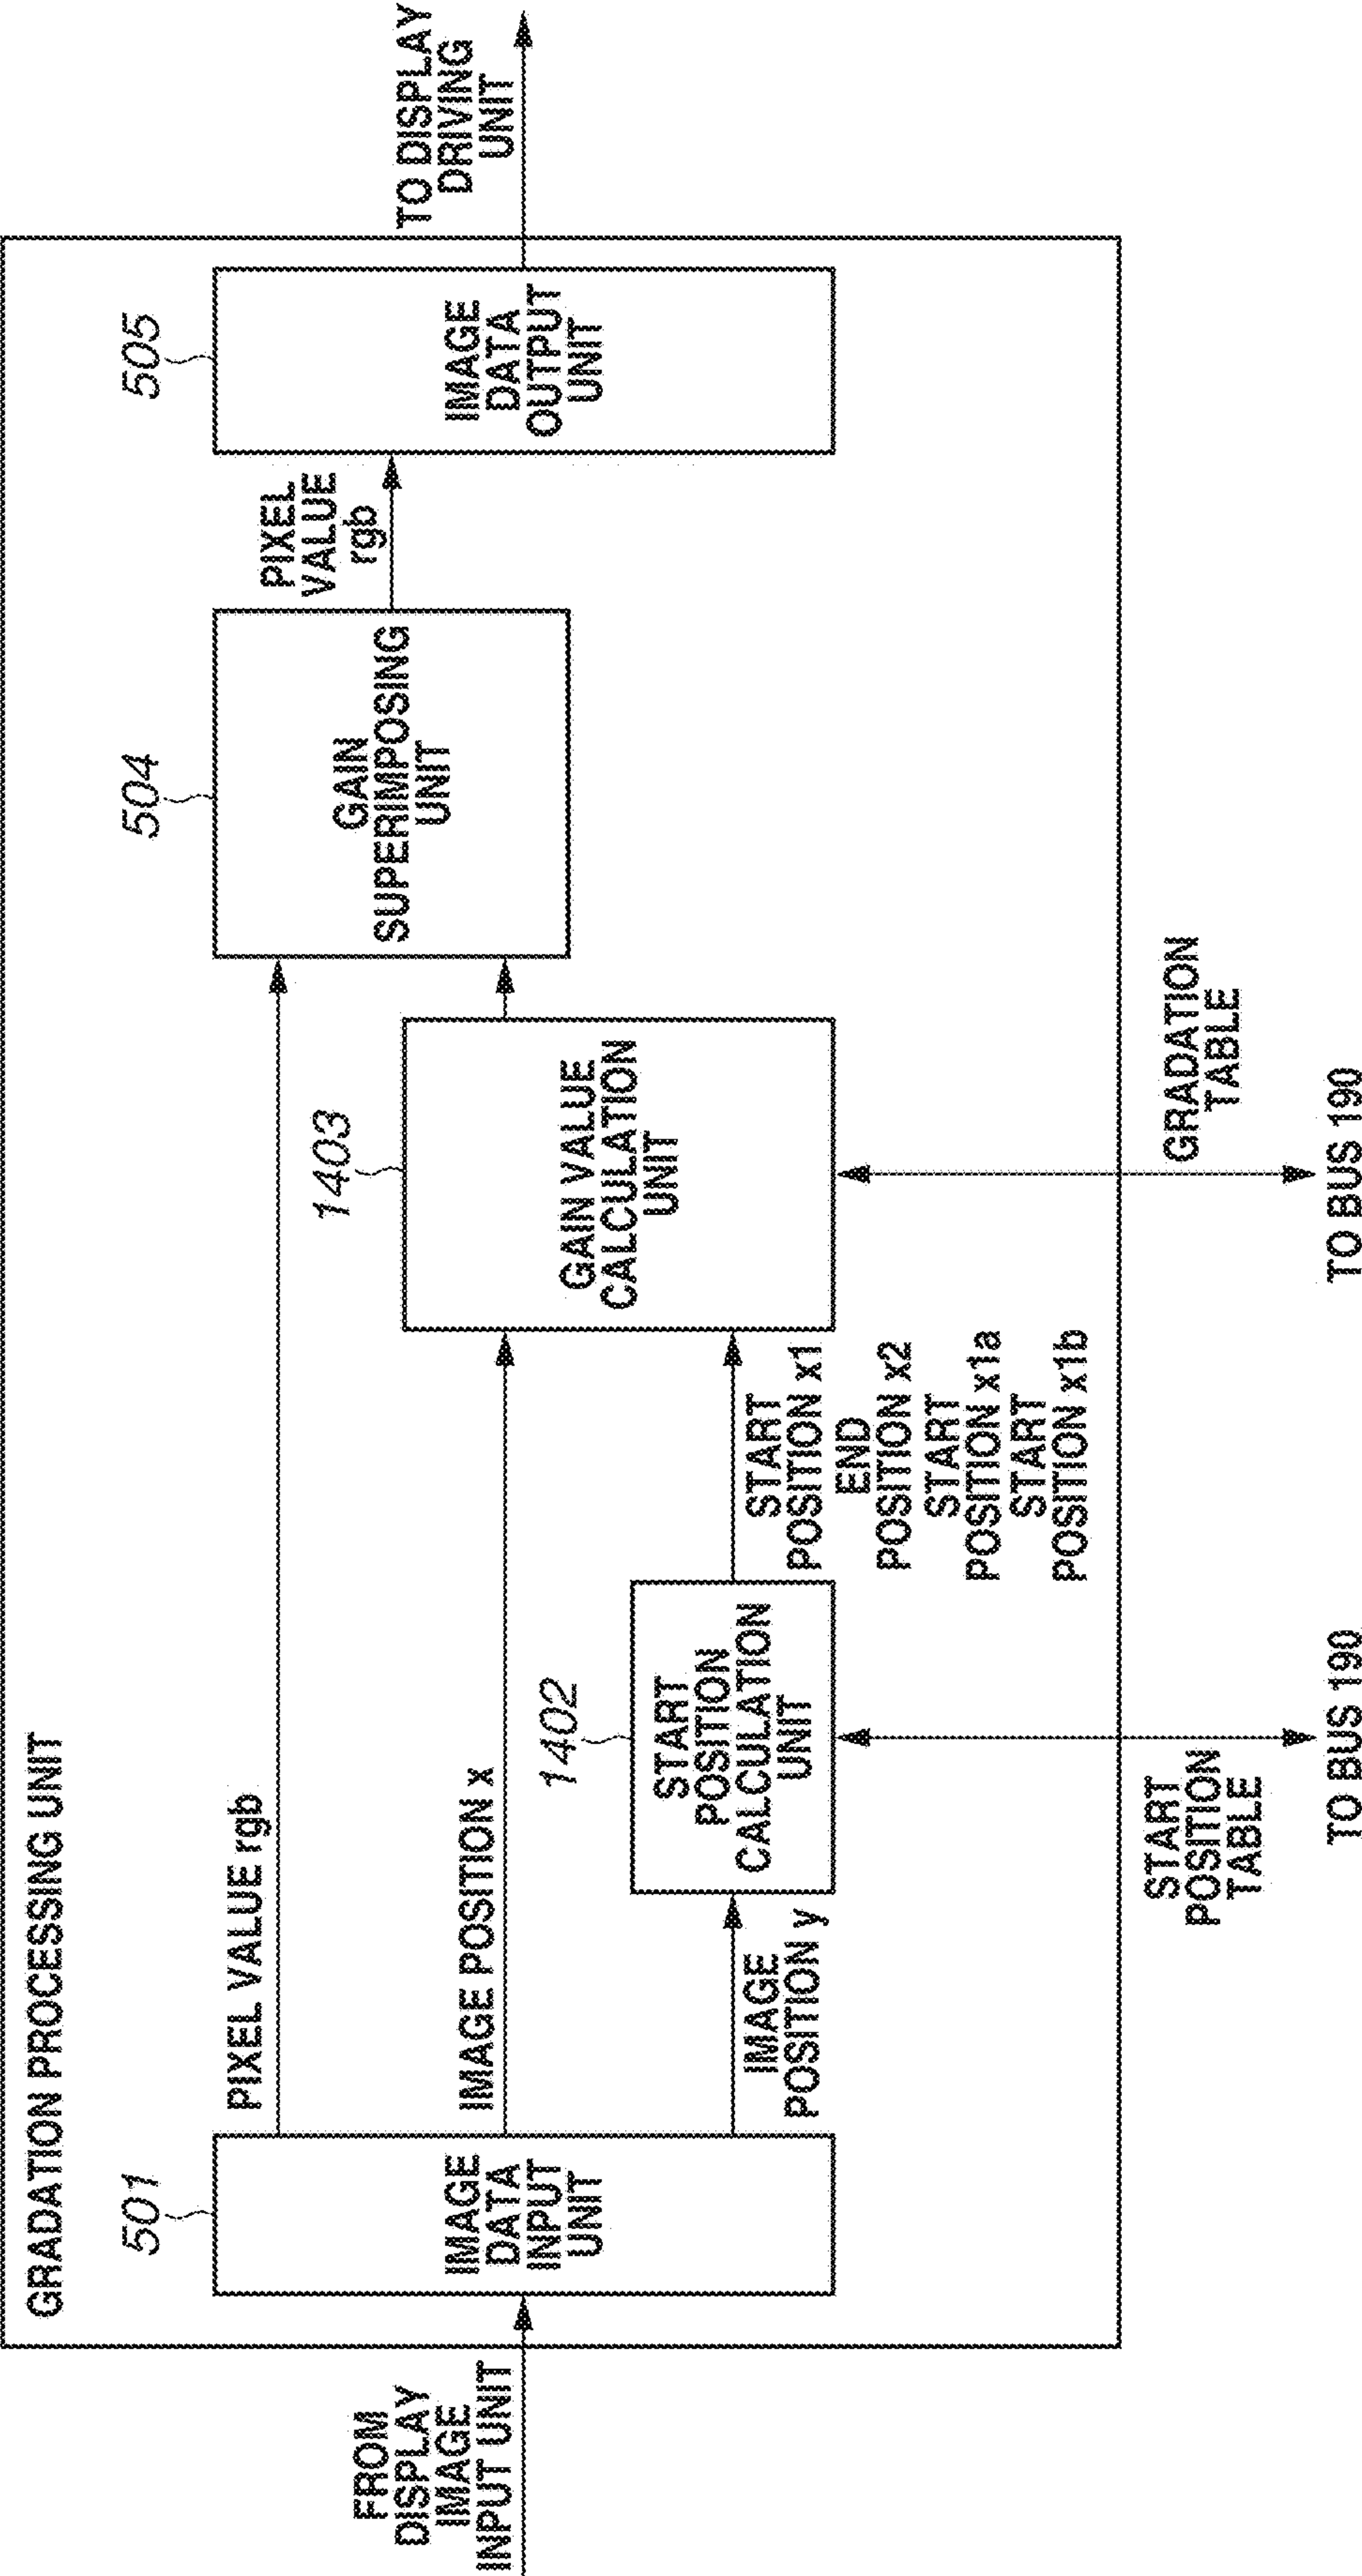 GRADATION PROCESSING UNIT
FROM
DISPLAY
IMAGE
INPUT UNIT
501
IMAGE
DATA
INPUT
UNIT
PIXEL VALUE rgb
IMAGE POSITION x
IMAGE
POSITION y
1402
START
POSITION
CALCULATION
UNIT
START
POSITION
TABLE
TO BUS 190
START
POSITION x1
END
POSITION x2
START
POSITION x1a
START
POSITION x1b
1403
GAIN VALUE
CALCULATION
UNIT
GRADATION
TABLE
TO BUS 190
504
GAIN
SUPERIMPOSING
UNIT
PIXEL
VALUE
rgb
505
IMAGE
DATA
OUTPUT
UNIT
TO DISPLAY
DRIVING
UNIT